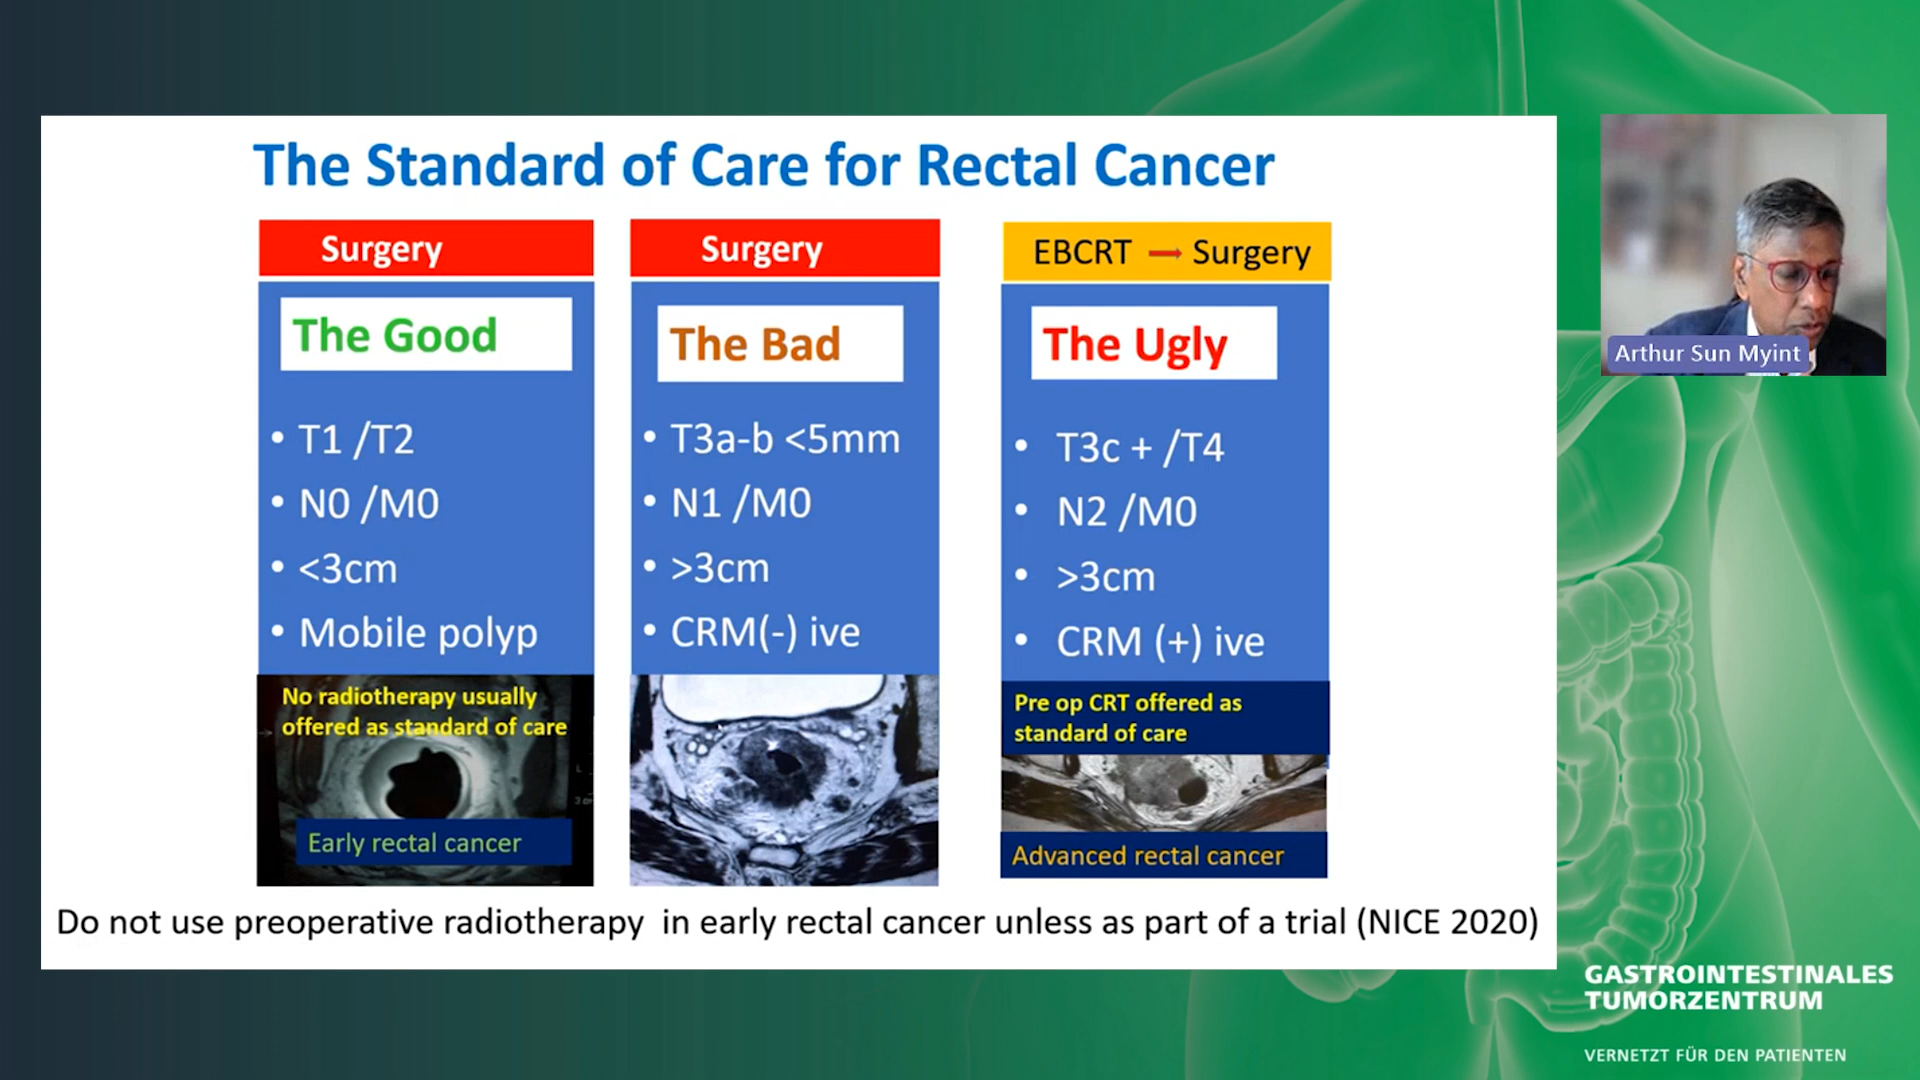 The Standard of Care for Rectal Cancer
Surgery
The Good
• T1 /T2
• N0 /M0
• <3cm
• Mobile polyp
No radiotherapy usually
offered as standard of care
Early rectal cancer
Surgery
The Bad
• T3a-b <5mm
• N1 /M0
• >3cm
• CRM(-) ive
EBCRT → Surgery
The Ugly
• T3c + /T4
• N2 /M0
• >3cm
• CRM (+) ive
Pre op CRT offered as
standard of care
Advanced rectal cancer
Do not use preoperative radiotherapy in early rectal cancer unless as part of a trial (NICE 2020)
Arthur Sun Myint
GASTROINTESTINALES
TUMORZENTRUM
VERNETZT FÜR DEN PATIENTEN